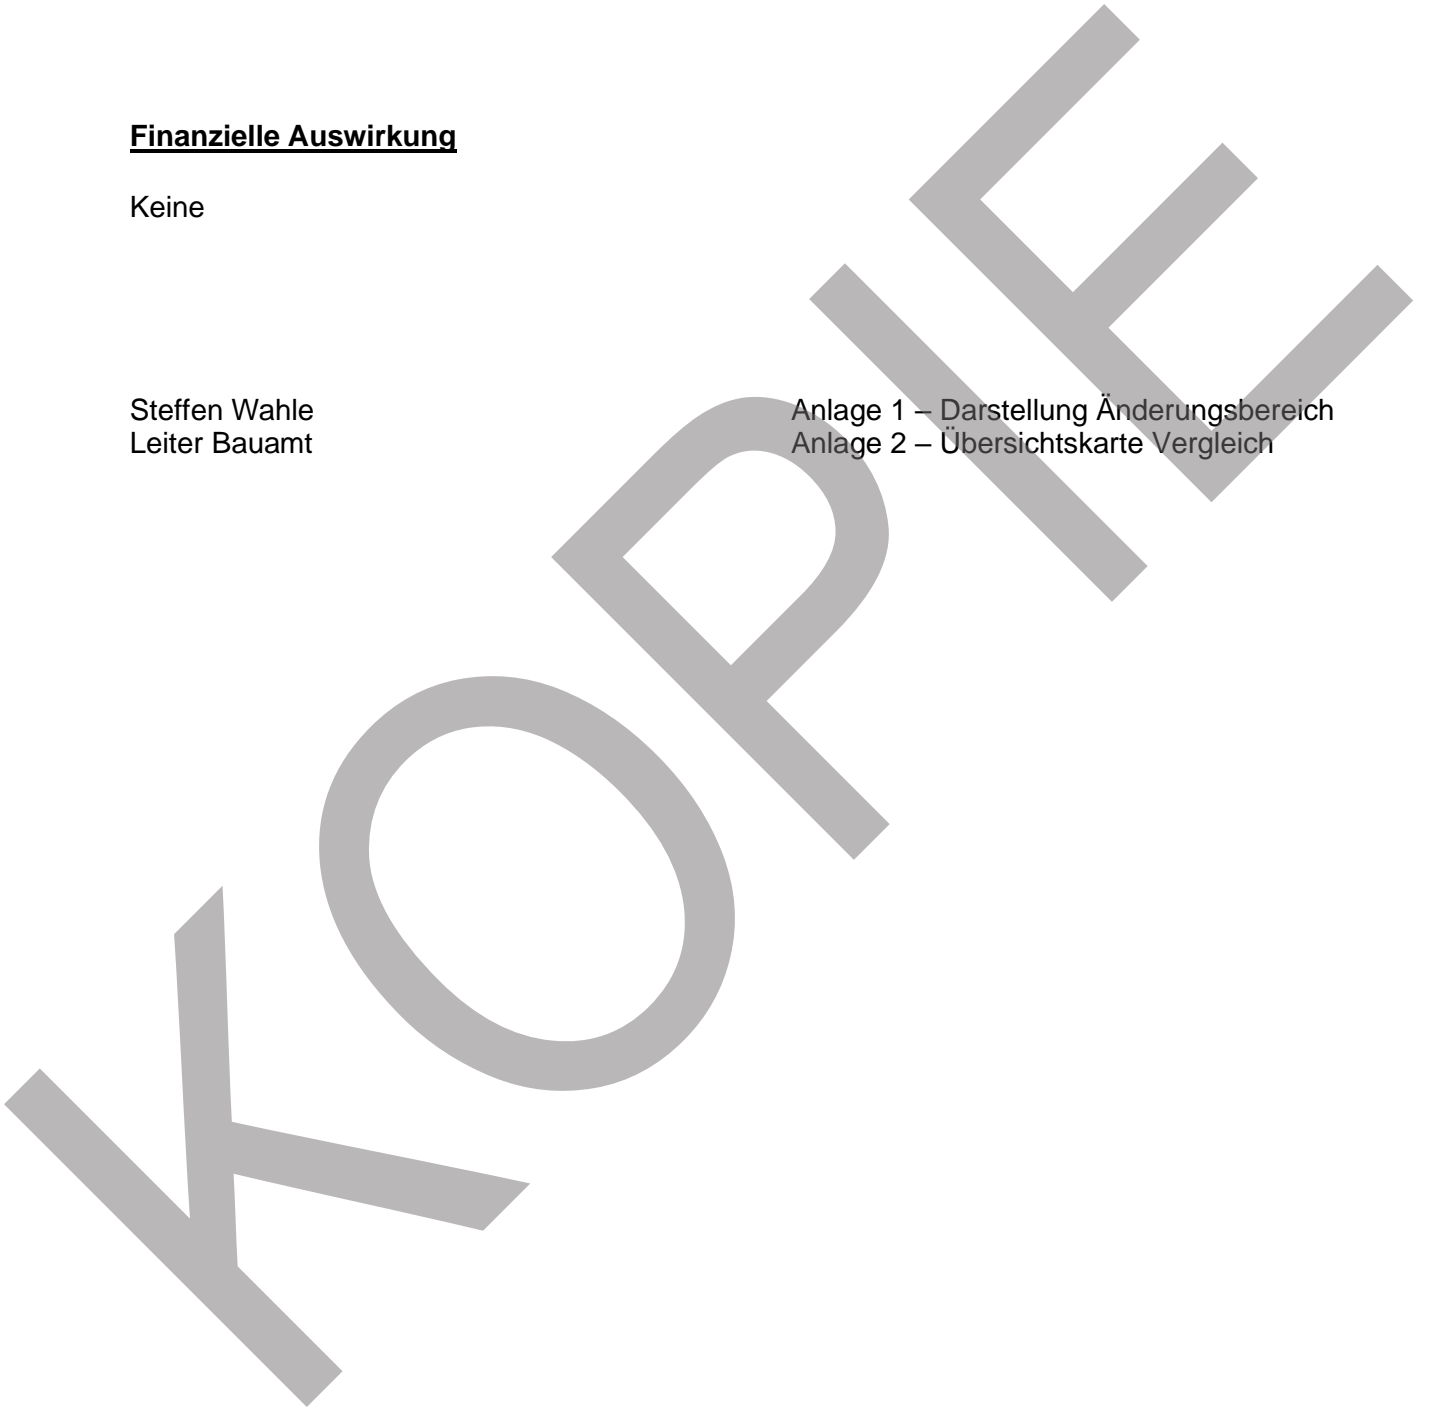 Finanzielle Auswirkung
Keine
Steffen Wahle
Leiter Bauamt
Anlage 1 – Darstellung Änderungsbereich
Anlage 2 – Übersichtskarte Vergleich
KOPIE